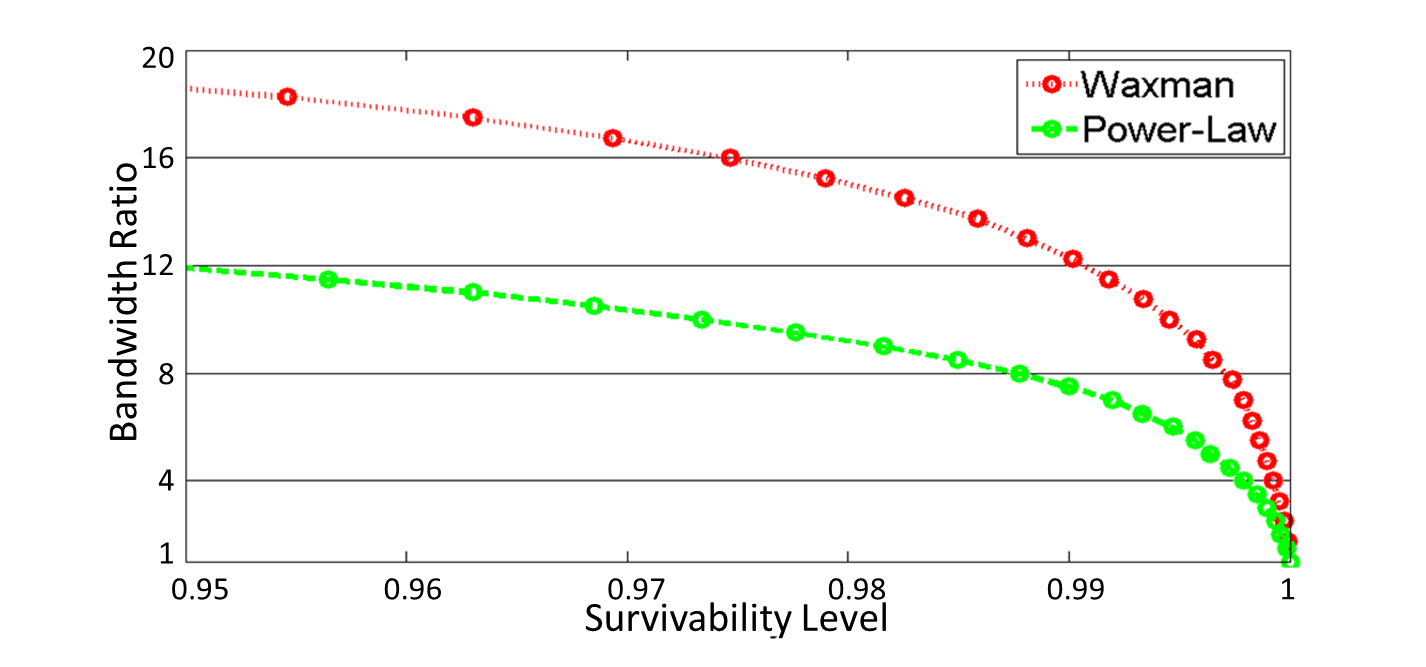 20
16
12
8
4
1
Bandwidth Ratio
Waxman
Power-Law
0.95 0.96 0.97 0.98 0.99 1
Survivability Level